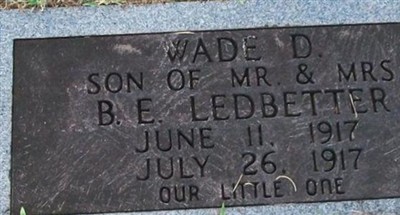 WADE D.
SON OF MR. & MRS
B. E. LEDBETTER
JUNE 11, 1917
JULY 26, 1917
OUR LITTLE ONE